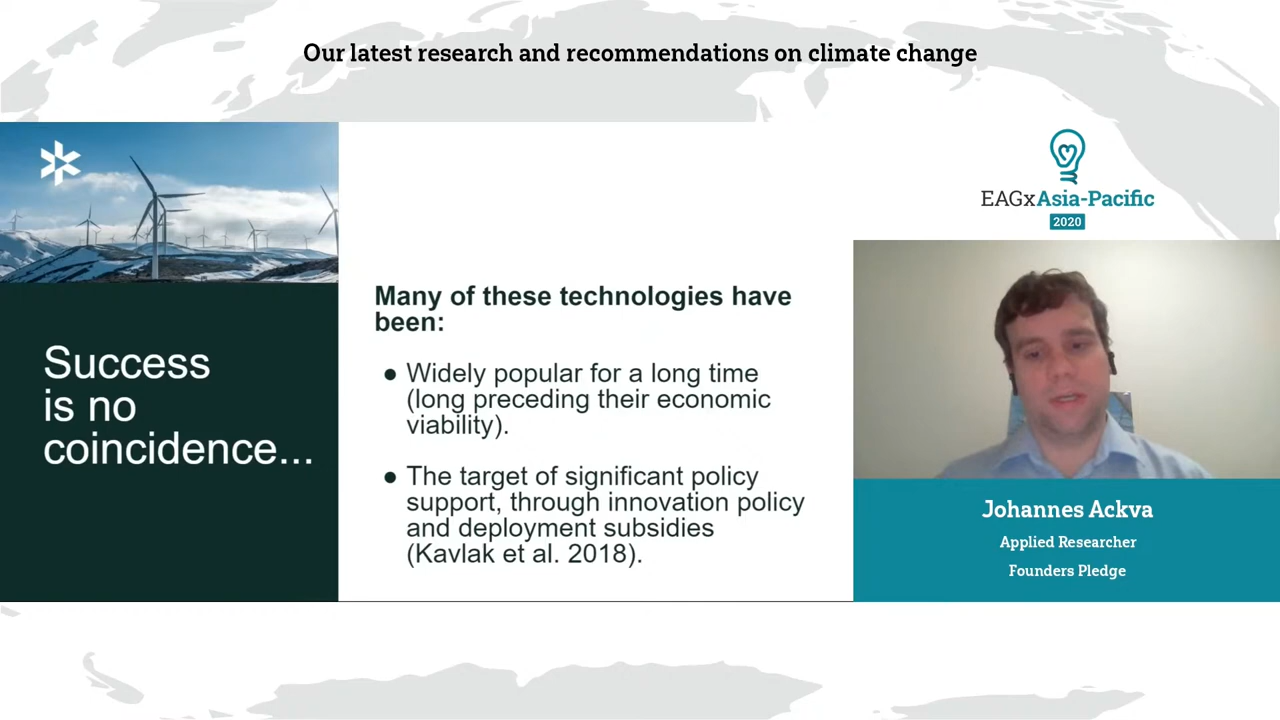 Our latest research and recommendations on climate change
Success
is no
coincidence...
Many of these technologies have
been:
● Widely popular for a long time
(long preceding their economic
viability).
● The target of significant policy
support, through innovation policy
and deployment subsidies
(Kavlak et al. 2018).
EAGxAsia-Pacific
2020
Johannes Ackva
Applied Researcher
Founders Pledge